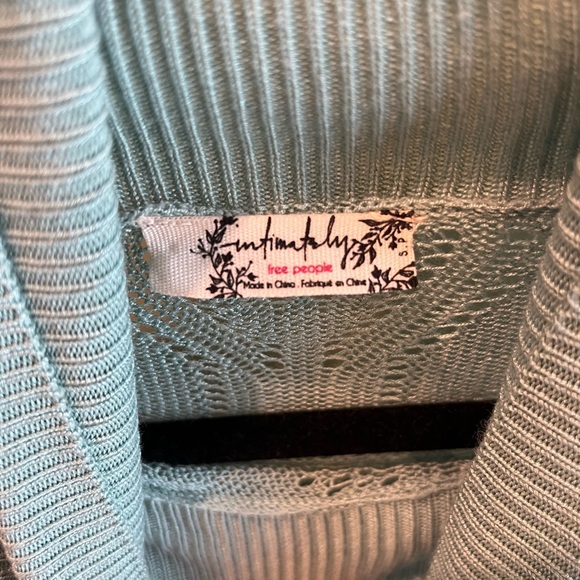 intimately
free people
Made in China . Fabriqué en Chine
S, P